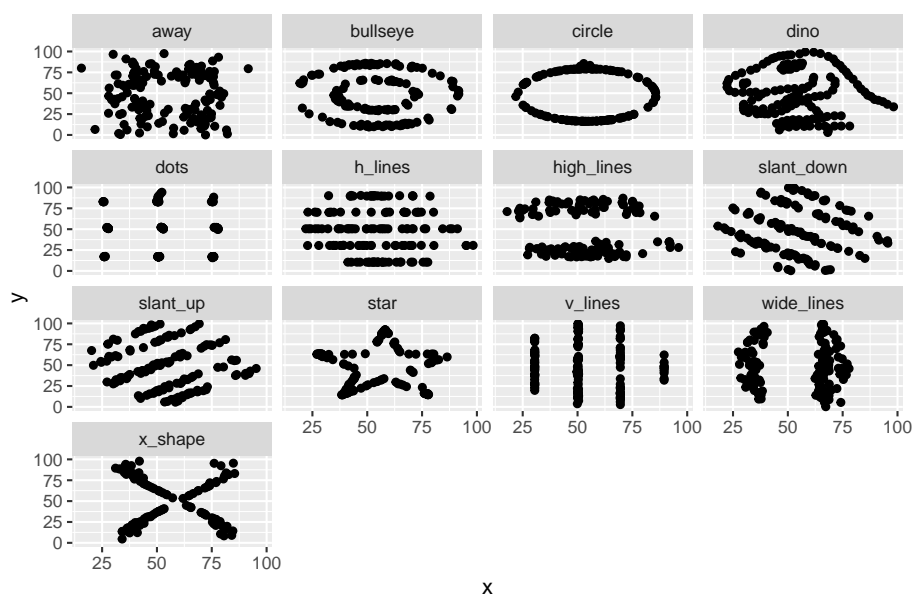 away bullseye circle dino
100
75
50
25
0
dots h_lines high_lines slant_down
100
75
50
25
0
y
slant_up star v_lines wide_lines
100
75
50
25
0
25 50 75 100 25 50 75 100 25 50 75 100
x_shape
100
75
50
25
0
25 50 75 100
x